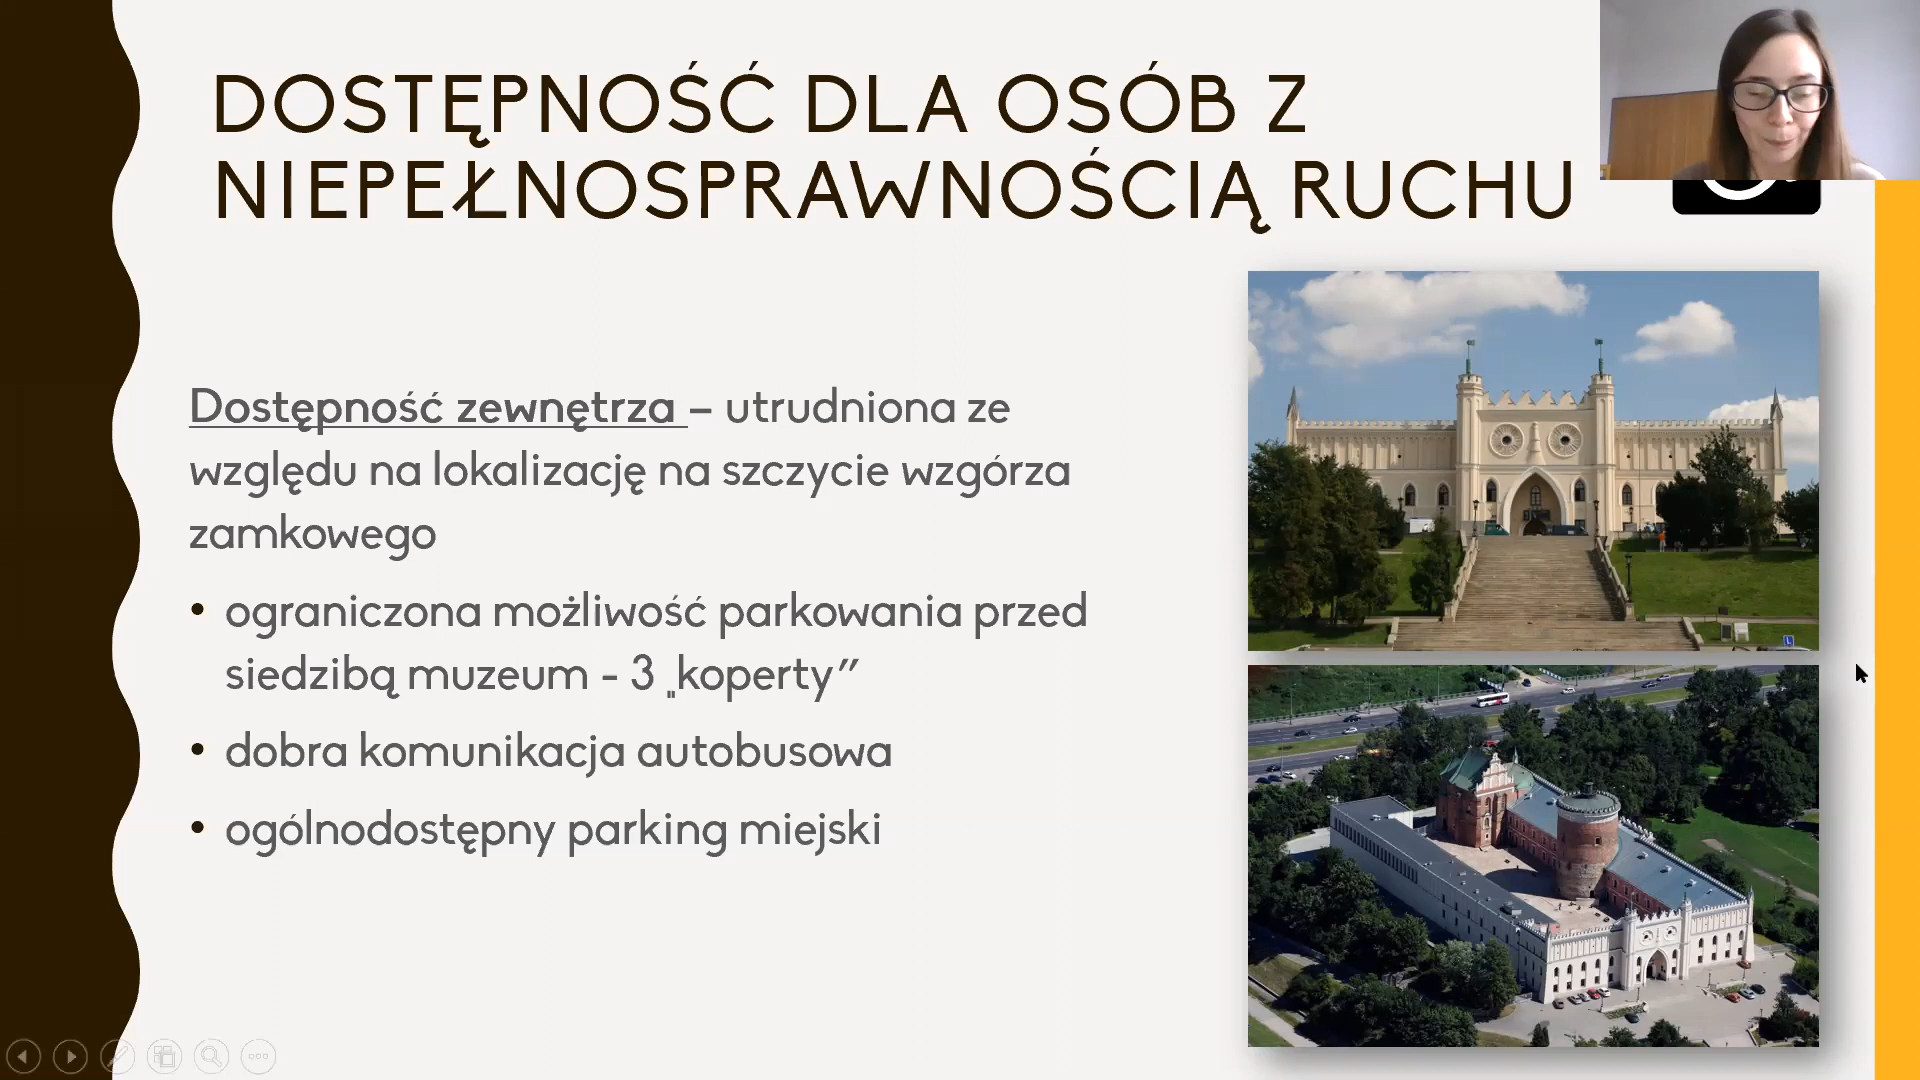 DOSTĘPNOŚĆ DLA OSÓB Z
NIEPEŁNOSPRAWNOŚCIĄ RUCHU
Dostępność zewnętrza – utrudniona ze
względu na lokalizację na szczycie wzgórza
zamkowego
• ograniczona możliwość parkowania przed
siedzibą muzeum - 3 „koperty”
• dobra komunikacja autobusowa
• ogólnodostępny parking miejski